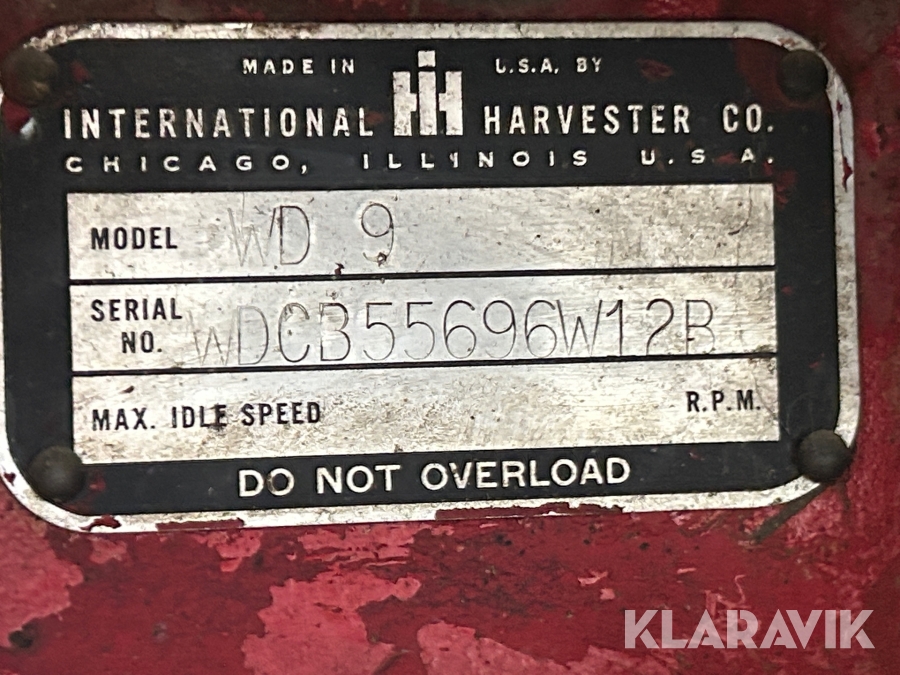 MADE IN IH U.S.A. BY
INTERNATIONAL HARVESTER CO.
CHICAGO, ILLINOIS U.S.A.
MODEL WD 9
SERIAL NO. WDCB55696W12B
MAX. IDLE SPEED R.P.M.
DO NOT OVERLOAD
KLARAVIK